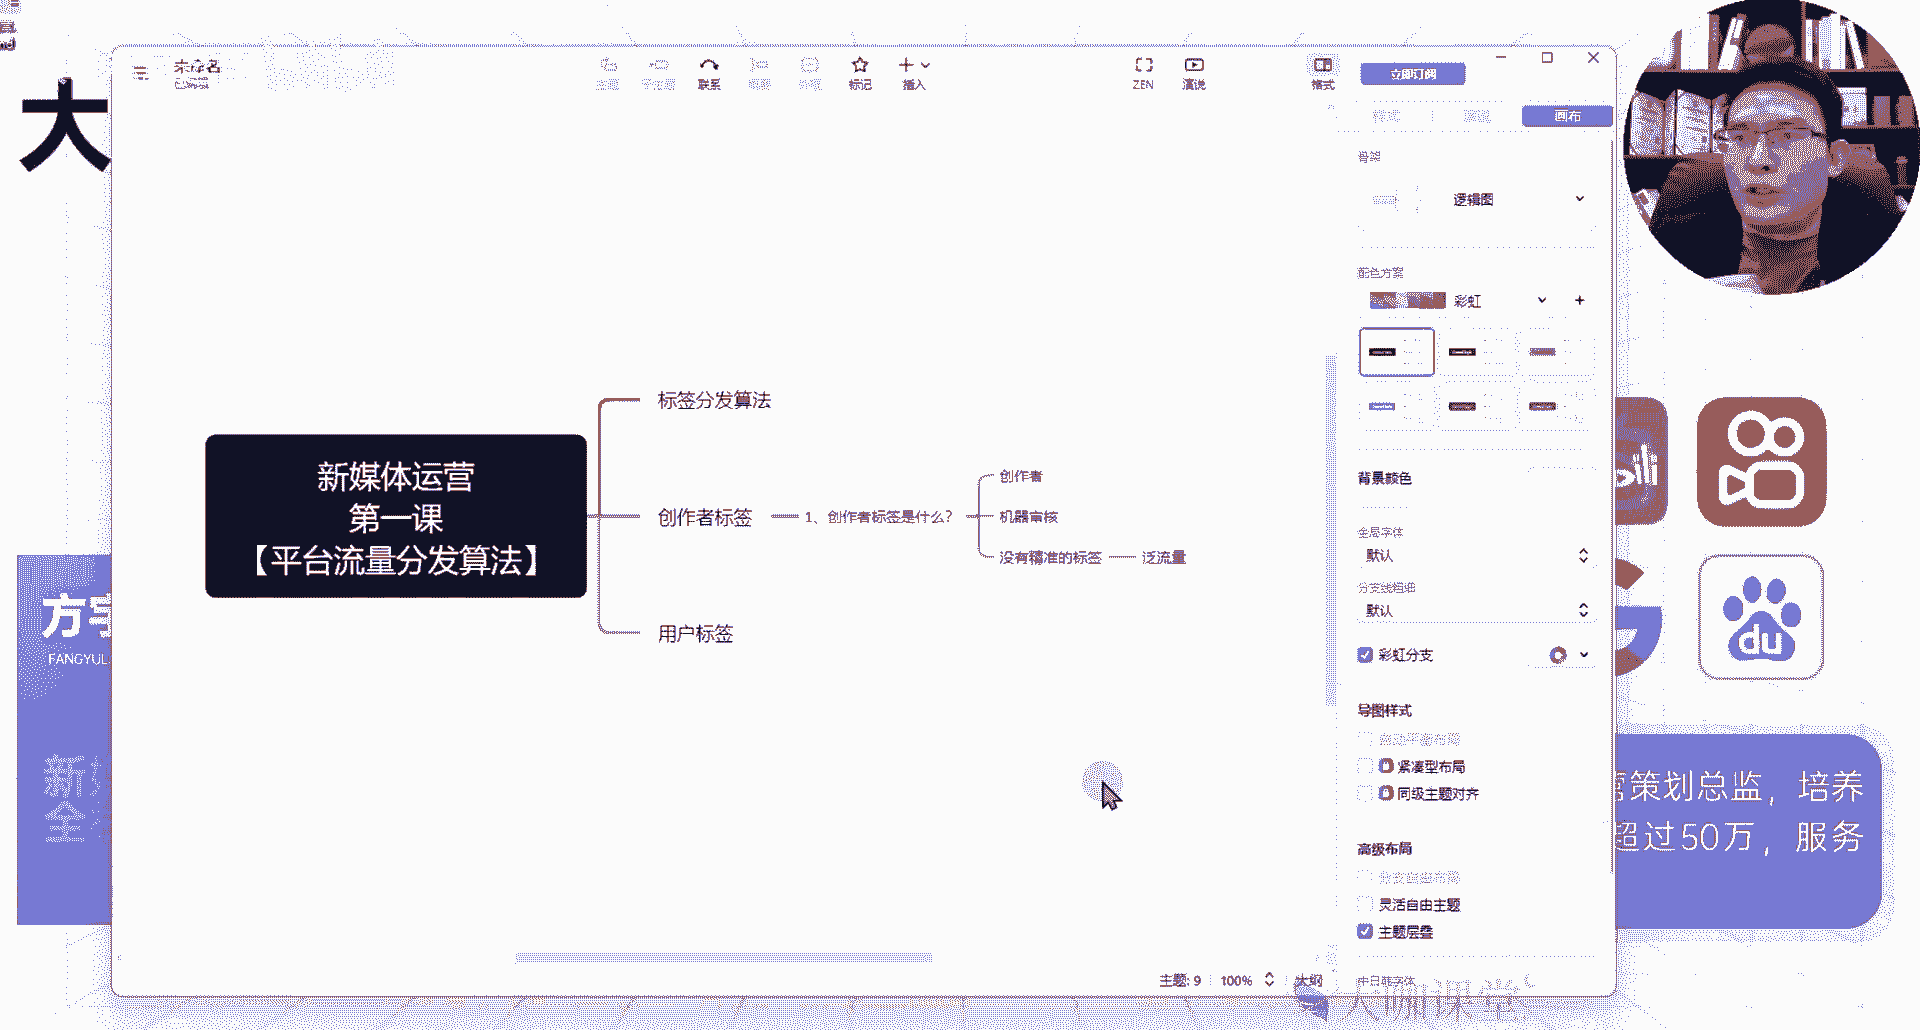 大
未命名
联系
标记
插入
ZEN
演说
格式
立即订阅
画布
骨架
逻辑图
配色方案
彩虹
背景颜色
全局字体
默认
分支线粗细
默认
彩虹分支
导图样式
紧凑型布局
同级主题对齐
高级布局
灵活自由主题
主题层叠
中日韩字体
新媒体运营
第一课
【平台流量分发算法】
标签分发算法
创作者标签
1、创作者标签是什么?
创作者
机器审核
没有精准的标签
泛流量
用户标签
主题: 9
100%
大纲
FANGYU
du
策划总监，培养
超过50万，服务
大咖课堂